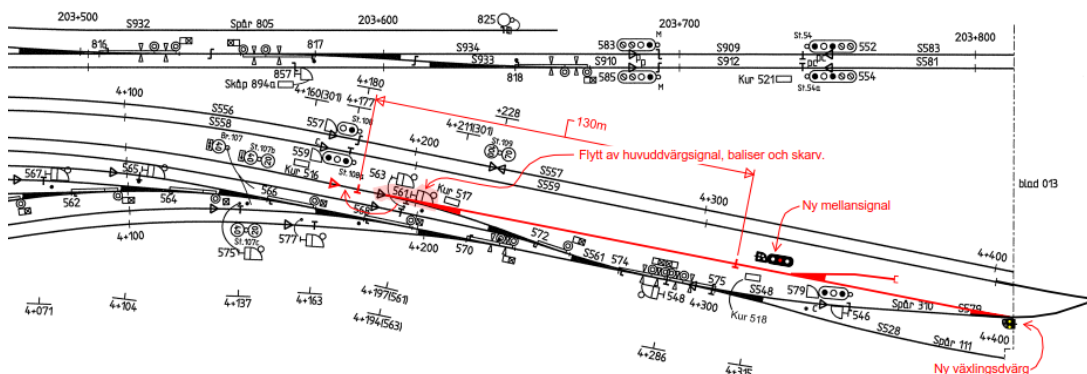 203+500
S932
Spår 805
203+600
825
203+700
203+800
816
817
S934
583
M
S909
St.54
552
S583
pp
pc
S933
S910
S912
pc
S581
857
818
585
M
Kur 521
St.54a
554
Skåp 894a
4+180
4+160(301)
4+177
4+100
+228
130m
S556
S558
557
St.108
4+211(301)
4+200
St.109
Br.107
St.107b
559
Flytt av huvuddvärgsignal, baliser och skarv.
Kur 516
563
S557
567
565
561
Kur 517
S559
blad 013
562
564
566
4+300
Ny mellansignal
4+100
St.107c
572
575
577
4+200
570
4+400
S561
574
575
S548
579
Spår 310
S579
4+071
4+104
4+137
4+163
4+197(561)
548
4+300
546
4+194(563)
Kur 518
S528
4+400
Spår 111
4+286
4+315
Ny växlingsdvärg